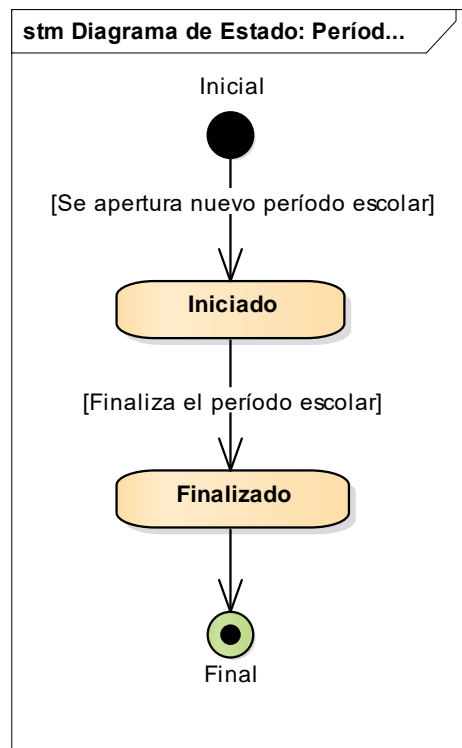 stm Diagrama de Estado: Períod...
Inicial
[Se apertura nuevo período escolar]
Iniciado
[Finaliza el período escolar]
Finalizado
Final